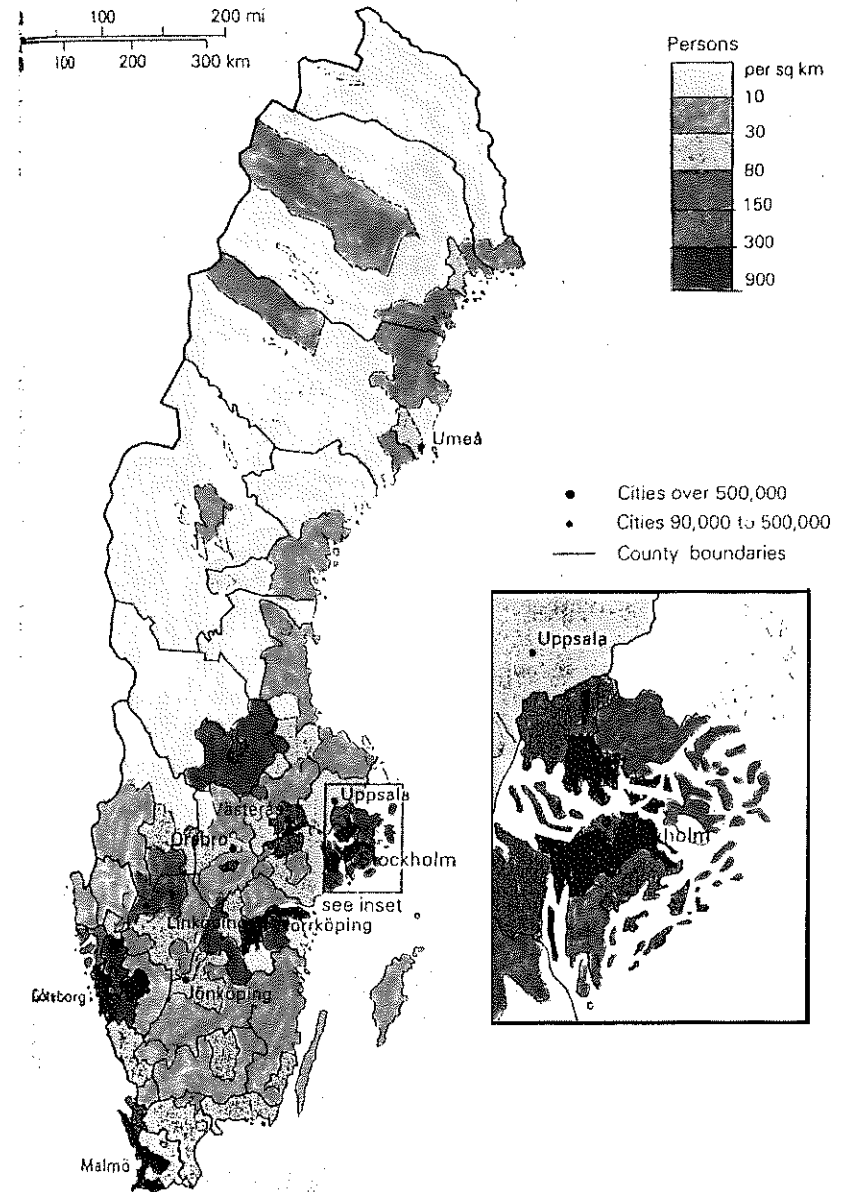 100 200 mi
100 200 300 km
Persons
per sq km
10
30
80
150
300
900
Umeå
Cities over 500,000
Cities 90,000 to 500,000
County boundaries
Uppsala
holm
Uppsala
Västerås
Örebro
Stockholm
see inset
Linköping
Norrköping
Göteborg
Jönköping
Malmö